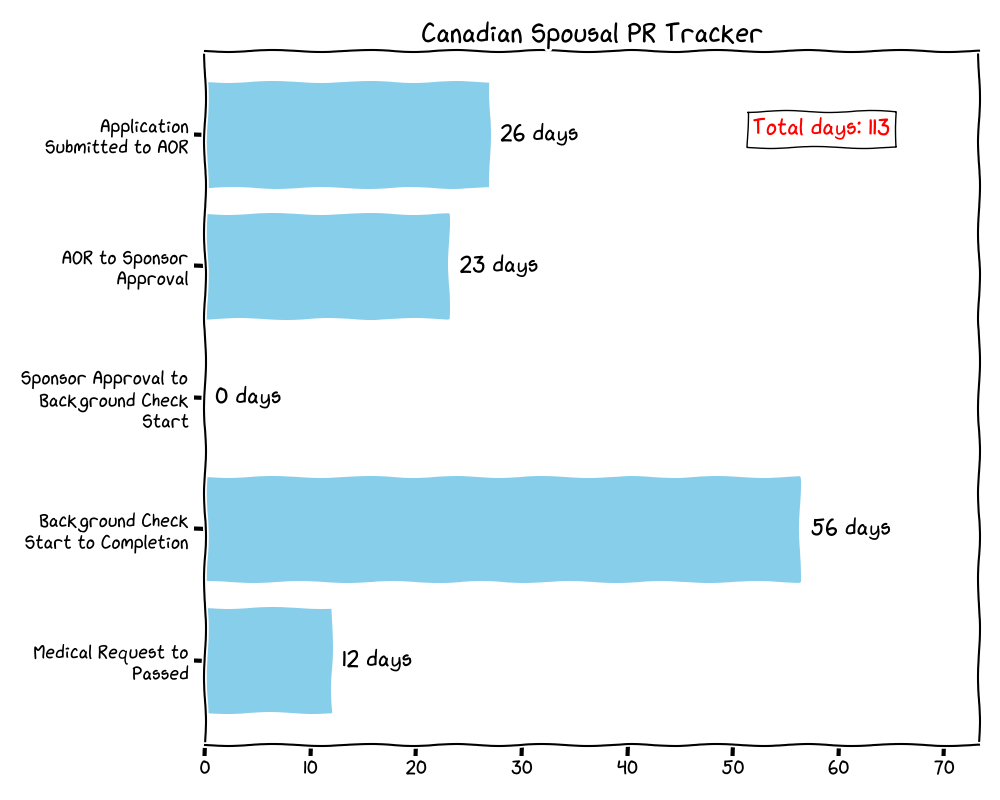 Canadian Spousal PR Tracker
Application
Submitted to AOR
26 days
Total days: 113
AOR to Sponsor
Approval
23 days
Sponsor Approval to
Background Check
Start
0 days
Background Check
Start to Completion
56 days
Medical Request to
Passed
12 days
0 10 20 30 40 50 60 70